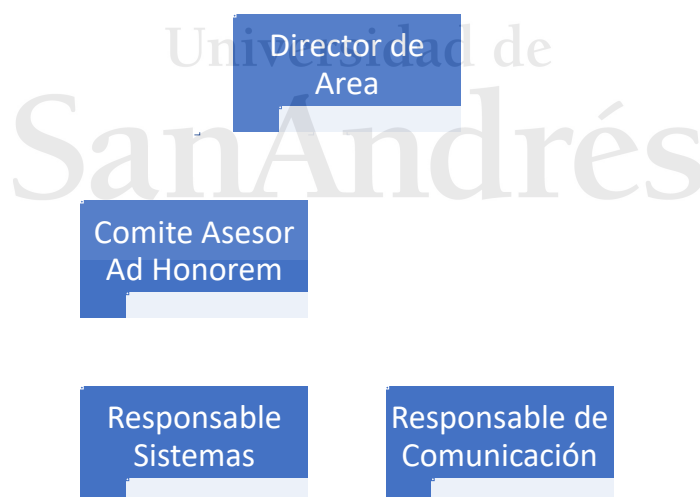 Universidad de
SanAndrés
Director de
Area
Comite Asesor
Ad Honorem
Responsable
Sistemas
Responsable de
Comunicación